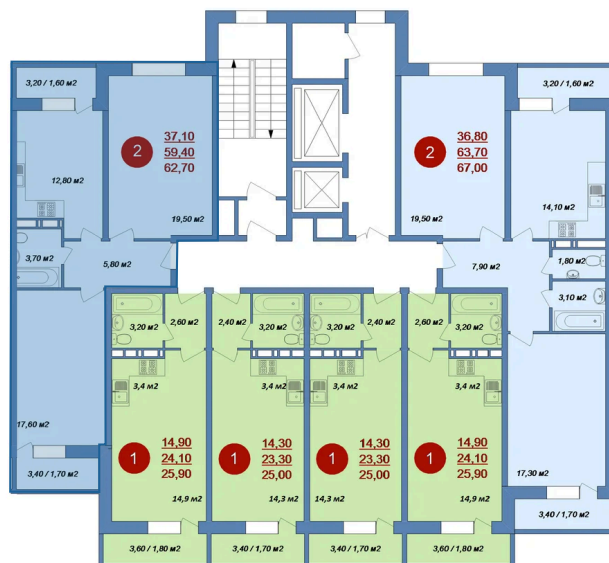 3,20 / 1,60 м2
12,80 м2
2
37,10
59,40
62,70
19,50 м2
3,70 м2
5,80 м2
17,60 м2
3,40 / 1,70 м2
3,20 / 1,60 м2
2
36,80
63,70
67,00
19,50 м2
14,10 м2
7,90 м2
1,80 м2
3,10 м2
17,30 м2
3,40 / 1,70 м2
3,20 м2
2,60 м2
3,4 м2
1
14,90
24,10
25,90
14,9 м2
3,60 / 1,80 м2
2,40 м2
3,20 м2
3,4 м2
1
14,30
23,30
25,00
14,3 м2
3,40 / 1,70 м2
3,20 м2
2,40 м2
3,4 м2
1
14,30
23,30
25,00
14,3 м2
3,40 / 1,70 м2
2,60 м2
3,20 м2
3,4 м2
1
14,90
24,10
25,90
14,9 м2
3,60 / 1,80 м2